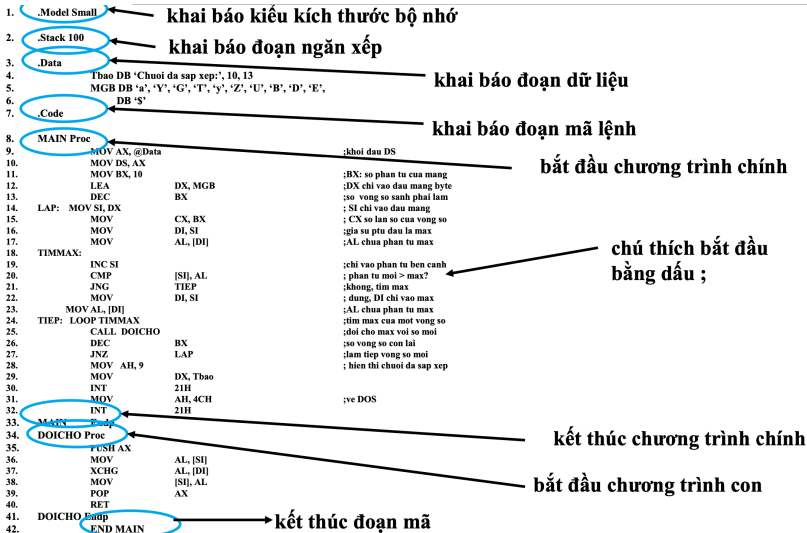 1. .Model Small khai báo kiểu kích thước bộ nhớ
2. .Stack 100 khai báo đoạn ngăn xếp
3. .Data khai báo đoạn dữ liệu
4. Tbao DB ‘Chuoi da sap xep:’, 10, 13
5. MGB DB ‘a’, ‘Y’, ‘G’, ‘T’, ‘y’, ‘Z’, ‘U’, ‘B’, ‘D’, ‘E’,
6. DB ‘$’
7. .Code khai báo đoạn mã lệnh
8. MAIN Proc bắt đầu chương trình chính
9. MOV AX, @Data ;khoi dau DS
10. MOV DS, AX
11. MOV BX, 10 ;BX: so phan tu cua mang
12. LEA DX, MGB ;DX chi vao dau mang byte
13. DEC BX ;so vong so sanh phai lam
14. LAP: MOV SI, DX ; SI chi vao dau mang
15. MOV CX, BX ; CX so lan so cua vong so
16. MOV DI, SI ;gia su ptu dau la max
17. MOV AL, [DI] ;AL chua phan tu max
18. TIMMAX:
19. INC SI ;chi vao phan tu ben canh
20. CMP [SI], AL ; phan tu moi > max?
chú thích bắt đầu bằng dấu ;
21. JNG TIEP ;khong, tim max
22. MOV DI, SI ; dung, DI chi vao max
23. MOV AL, [DI] ;AL chua phan tu max
24. TIEP: LOOP TIMMAX ;tim max cua mot vong so
25. CALL DOICHO ;doi cho max voi so moi
26. DEC BX ;so vong so con lai
27. JNZ LAP ;lam tiep vong so moi
28. MOV AH, 9 ; hien thi chuoi da sap xep
29. MOV DX, Tbao
30. INT 21H
31. MOV AH, 4CH ;ve DOS
32. INT 21H
33. MAIN Endp kết thúc chương trình chính
34. DOICHO Proc bắt đầu chương trình con
35. PUSH AX
36. MOV AL, [SI]
37. XCHG AL, [DI]
38. MOV [SI], AL
39. POP AX
40. RET
41. DOICHO Endp
42. END MAIN kết thúc đoạn mã